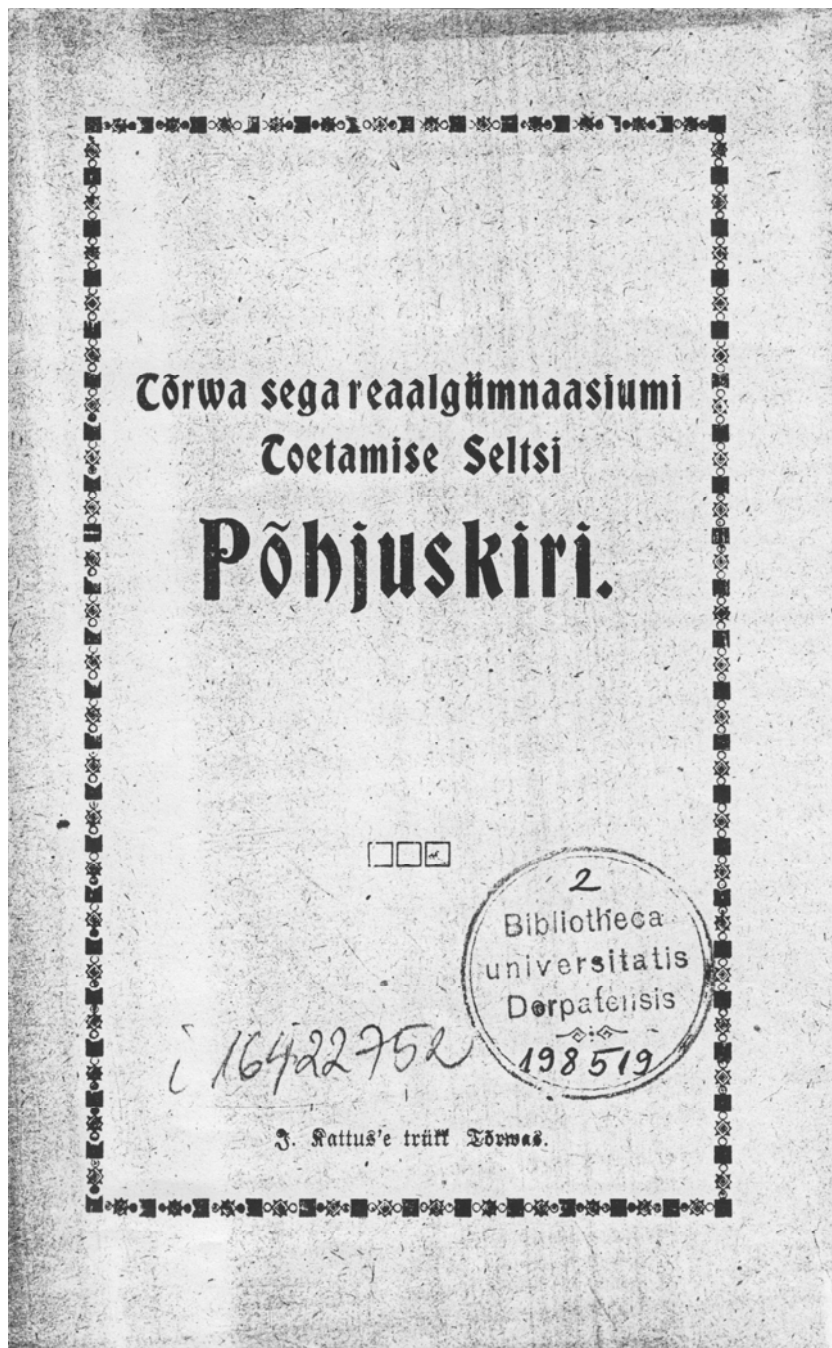 Tõrwa segareaalgümnaasiumi
Toetamise Seltsi
Põhjuskiri.
2
Bibliotheca
universitatis
Dorpatensis
198519
i 16422752
J. Kattus'e trükk Tõrwas.